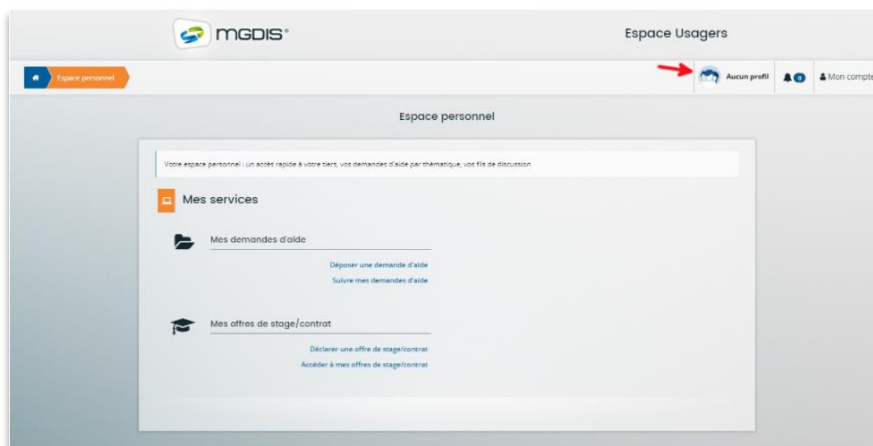 MGDIS®
Espace Usagers
Espace personnel
Aucun profil
0
Mon compte
Espace personnel
Votre espace personnel : un accès rapide à votre tiers, vos demandes d'aide par thématique, vos fils de discussion
Mes services
Mes demandes d'aide
Déposer une demande d'aide
Suivre mes demandes d'aide
Mes offres de stage/contrat
Déclarer une offre de stage/contrat
Accéder à mes offres de stage/contrat